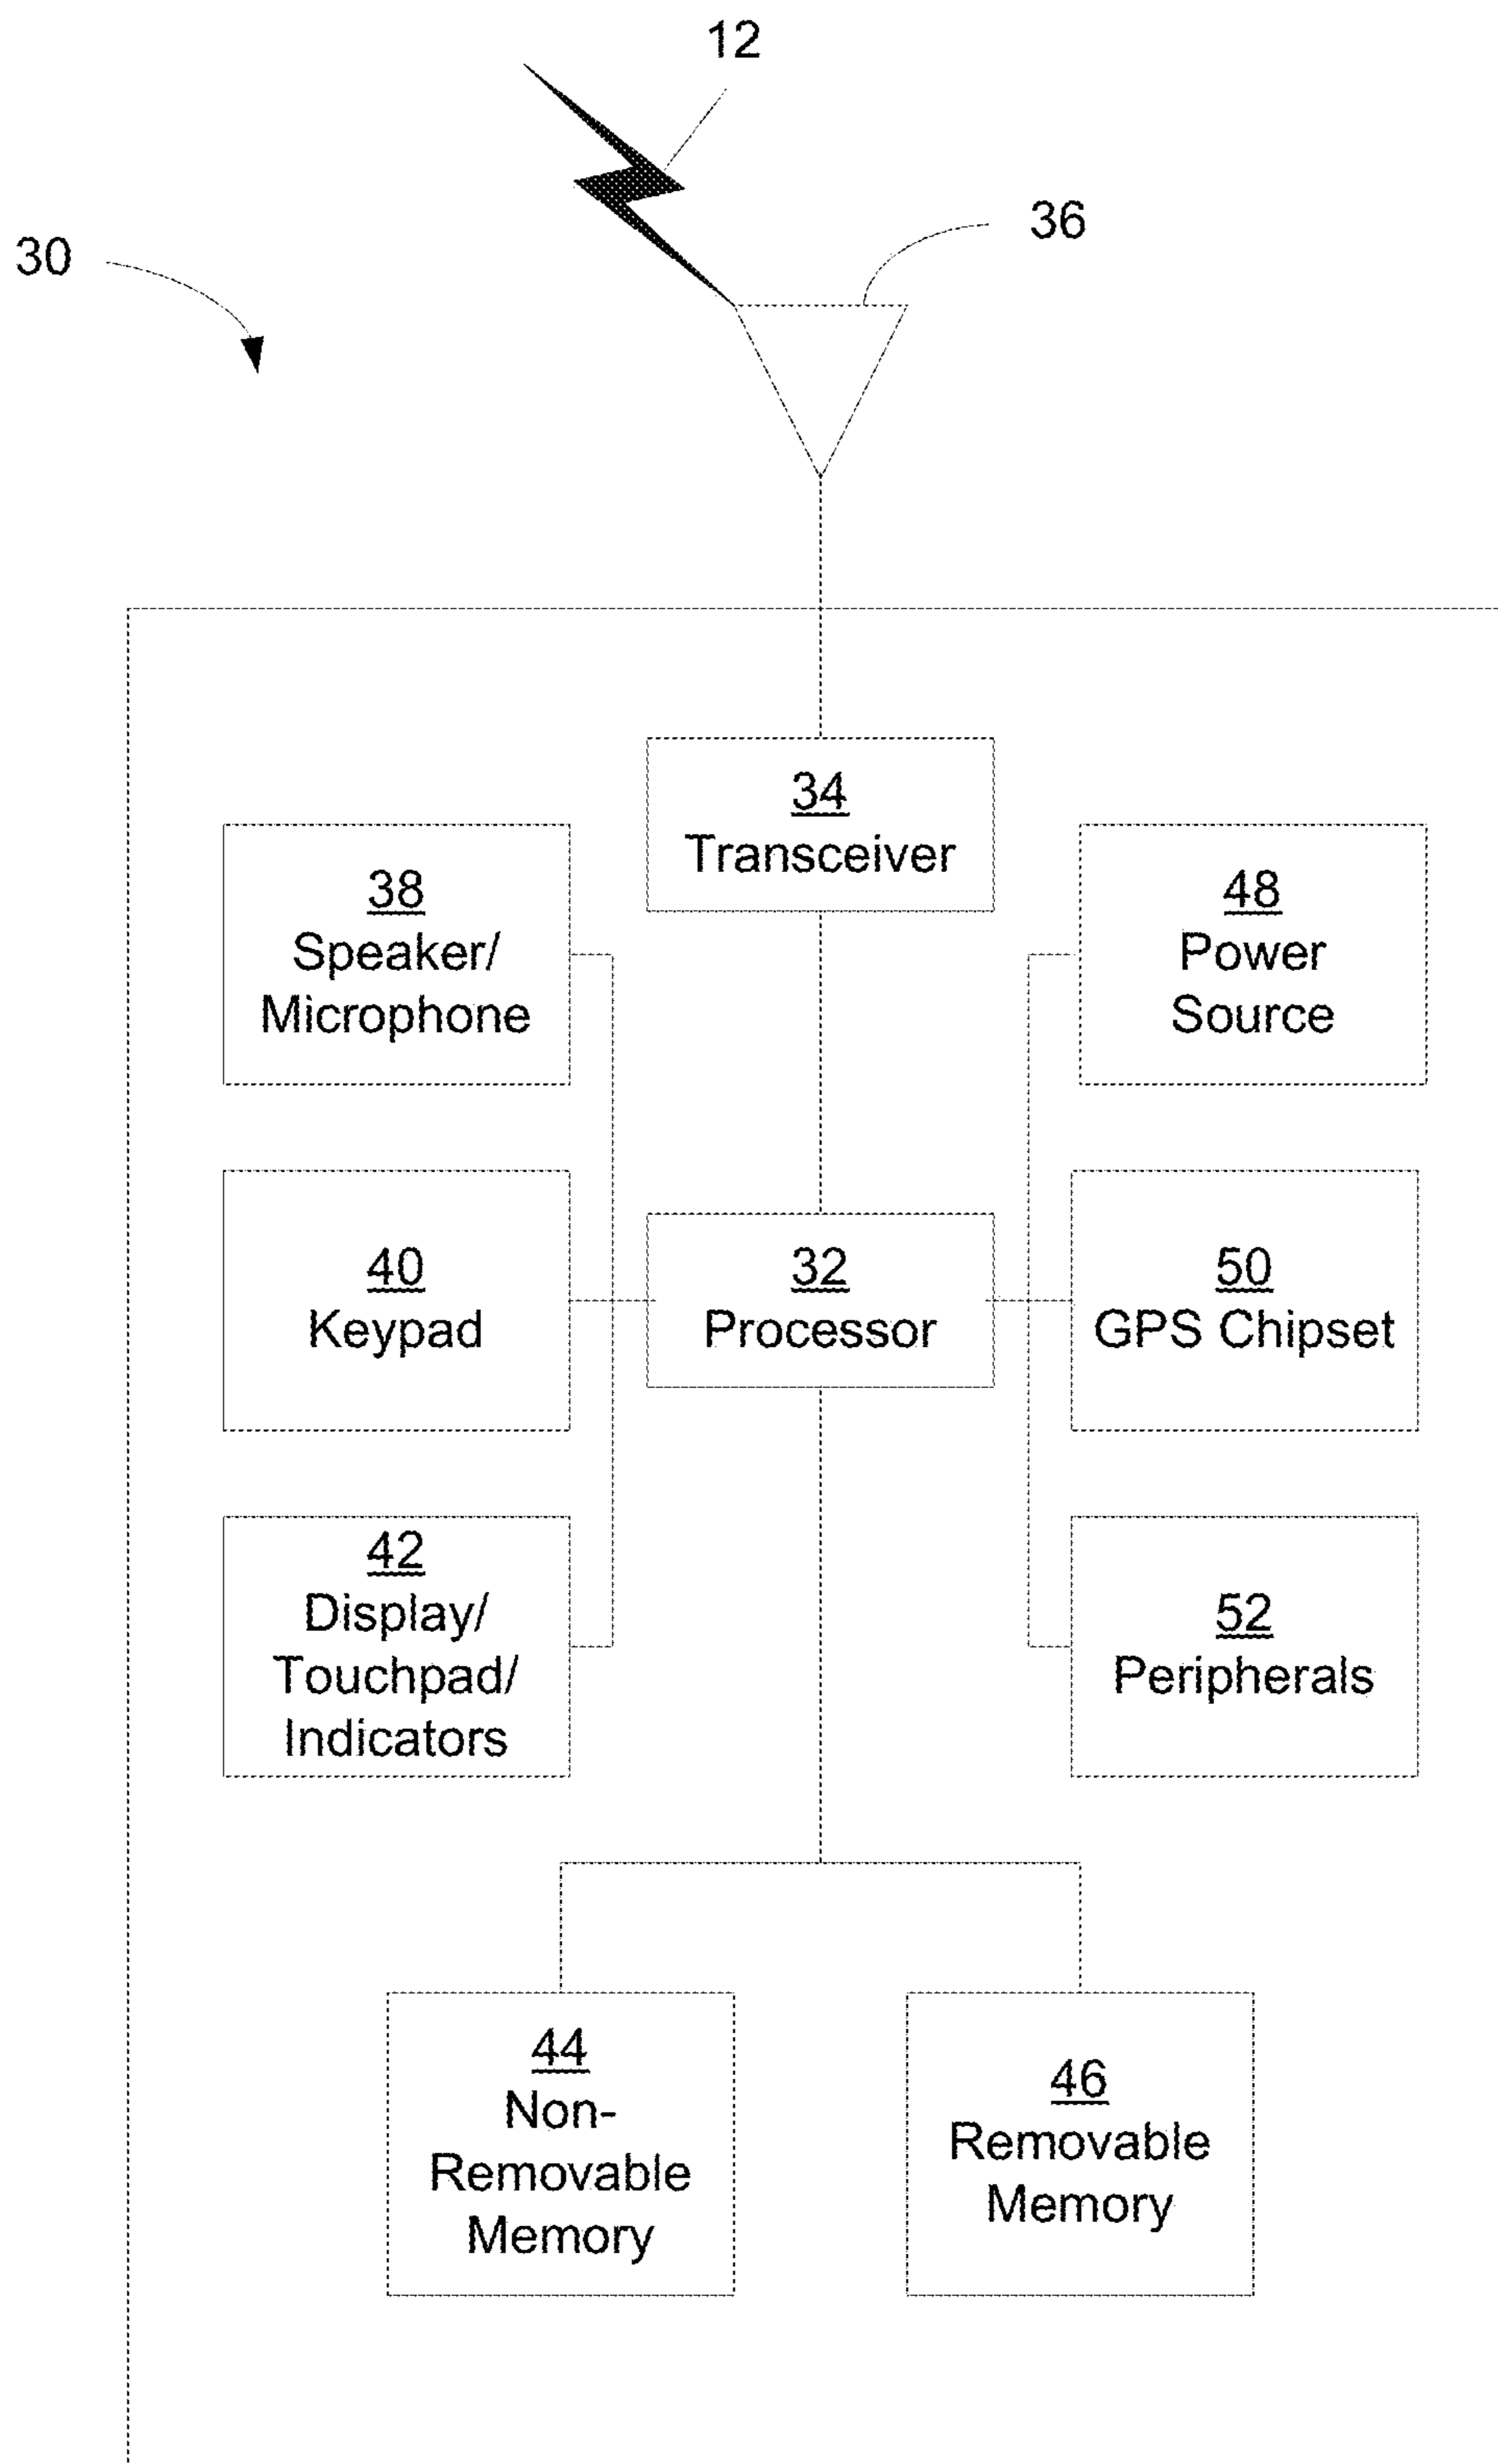 12
36
30
34
Transceiver
38
Speaker/
Microphone
48
Power
Source
40
Keypad
32
Processor
50
GPS Chipset
42
Display/
Touchpad/
Indicators
52
Peripherals
44
Non-
Removable
Memory
46
Removable
Memory